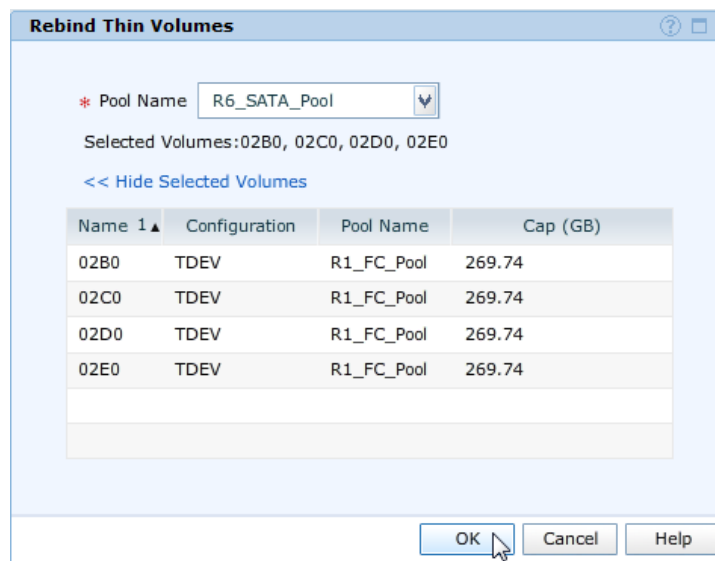 Rebind Thin Volumes ?
* Pool Name R6_SATA_Pool
Selected Volumes:02B0, 02C0, 02D0, 02E0
<< Hide Selected Volumes
Name 1▲ Configuration Pool Name Cap (GB)
02B0 TDEV R1_FC_Pool 269.74
02C0 TDEV R1_FC_Pool 269.74
02D0 TDEV R1_FC_Pool 269.74
02E0 TDEV R1_FC_Pool 269.74
OK Cancel Help